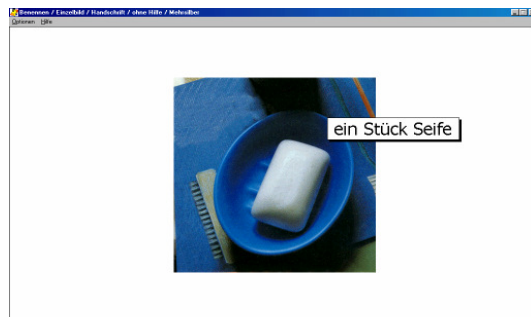 Benennen / Einzelbild / Handschrift / ohne Hilfe / Mehrsilber
Optionen Hilfe
ein Stück Seife